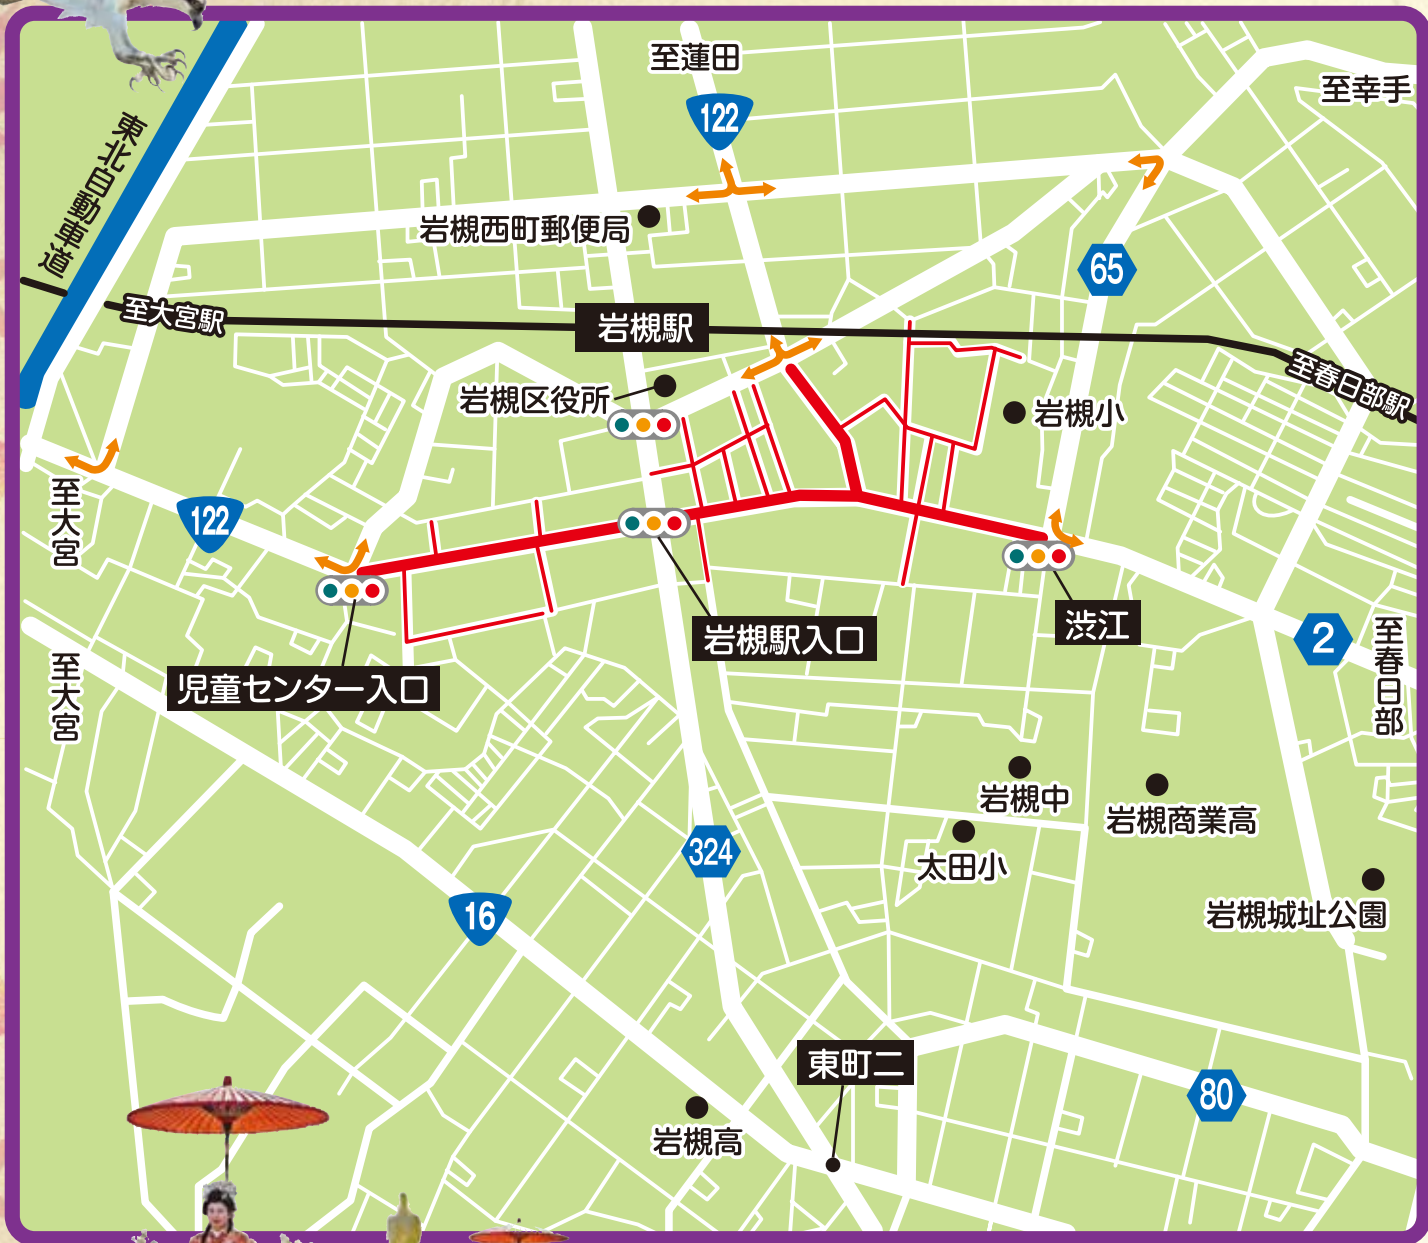 至蓮田
122
至幸手
東北自動車道
岩槻西町郵便局
65
至大宮駅
岩槻駅
至春日部駅
岩槻区役所
岩槻小
至大宮
122
渋江
岩槻駅入口
2
至春日部
至大宮
児童センター入口
岩槻中
岩槻商業高
324
太田小
16
岩槻城址公園
東町二
80
岩槻高